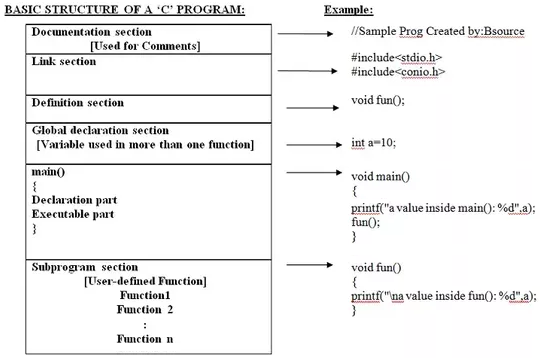 BASIC STRUCTURE OF A ‘C’ PROGRAM:
Example:
Documentation section
[Used for Comments]
//Sample Prog Created by:Bsource
Link section
#include<stdio.h>
#include<conio.h>
Definition section
void fun();
Global declaration section
[Variable used in more than one function]
int a=10;
main()
{
Declaration part
Executable part
}
void main()
{
printf("a value inside main(): %d",a);
fun();
}
Subprogram section
[User-defined Function]
Function1
Function 2
:
Function n
void fun()
{
printf("\na value inside fun(): %d",a);
}